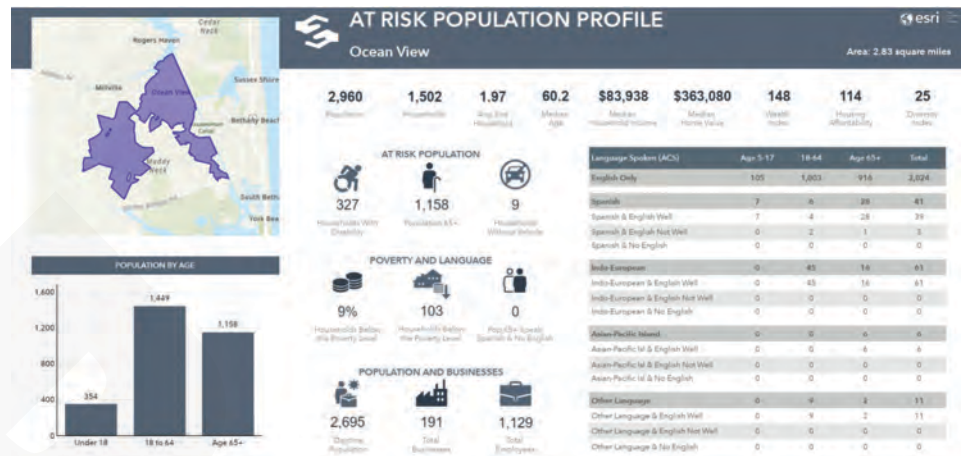 AT RISK POPULATION PROFILE
Ocean View
esri
Area: 2.83 square miles
Cedar
Neck
Rogers Haven
Sussex Shore
Millville
Ocean View
Bethany Beach
Muddy
Neck
South Beth
York Bea
2,960 1,502 1.97 60.2 $83,938 $363,080 148 114 25
Population Households Avg Size Median Median Median Wealth Housing Diversity
Household Age Household Income Home Value Index Affordability Index
AT RISK POPULATION
327 1,158 9
Households With Population 65+ Households
Disability Without Vehicle
POVERTY AND LANGUAGE
9% 103 0
Households Below Households Below Pop 65+ Speak
the Poverty Level the Poverty Level Spanish & No English
POPULATION AND BUSINESSES
2,695 191 1,129
Daytime Total Total
Population Businesses Employees
POPULATION BY AGE
1,600
1,200
800
400
0
354 1,449 1,158
Under 18 18 to 64 Age 65+
Language Spoken (ACS) Age 5-17 18-64 Age 65+ Total
English Only 105 1,003 916 2,024
Spanish 7 6 28 41
Spanish & English Well 7 4 28 39
Spanish & English Not Well 0 2 1 3
Spanish & No English 0 0 0 0
Indo-European 0 45 16 61
Indo-European & English Well 0 45 16 61
Indo-European & English Not Well 0 0 0 0
Indo-European & No English 0 0 0 0
Asian-Pacific Island 0 0 6 6
Asian-Pacific Isl & English Well 0 0 6 6
Asian-Pacific Isl & English Not Well 0 0 0 0
Asian-Pacific Isl & No English 0 0 0 0
Other Language 0 9 2 11
Other Language & English Well 0 9 2 11
Other Language & English Not Well 0 0 0 0
Other Language & No English 0 0 0 0